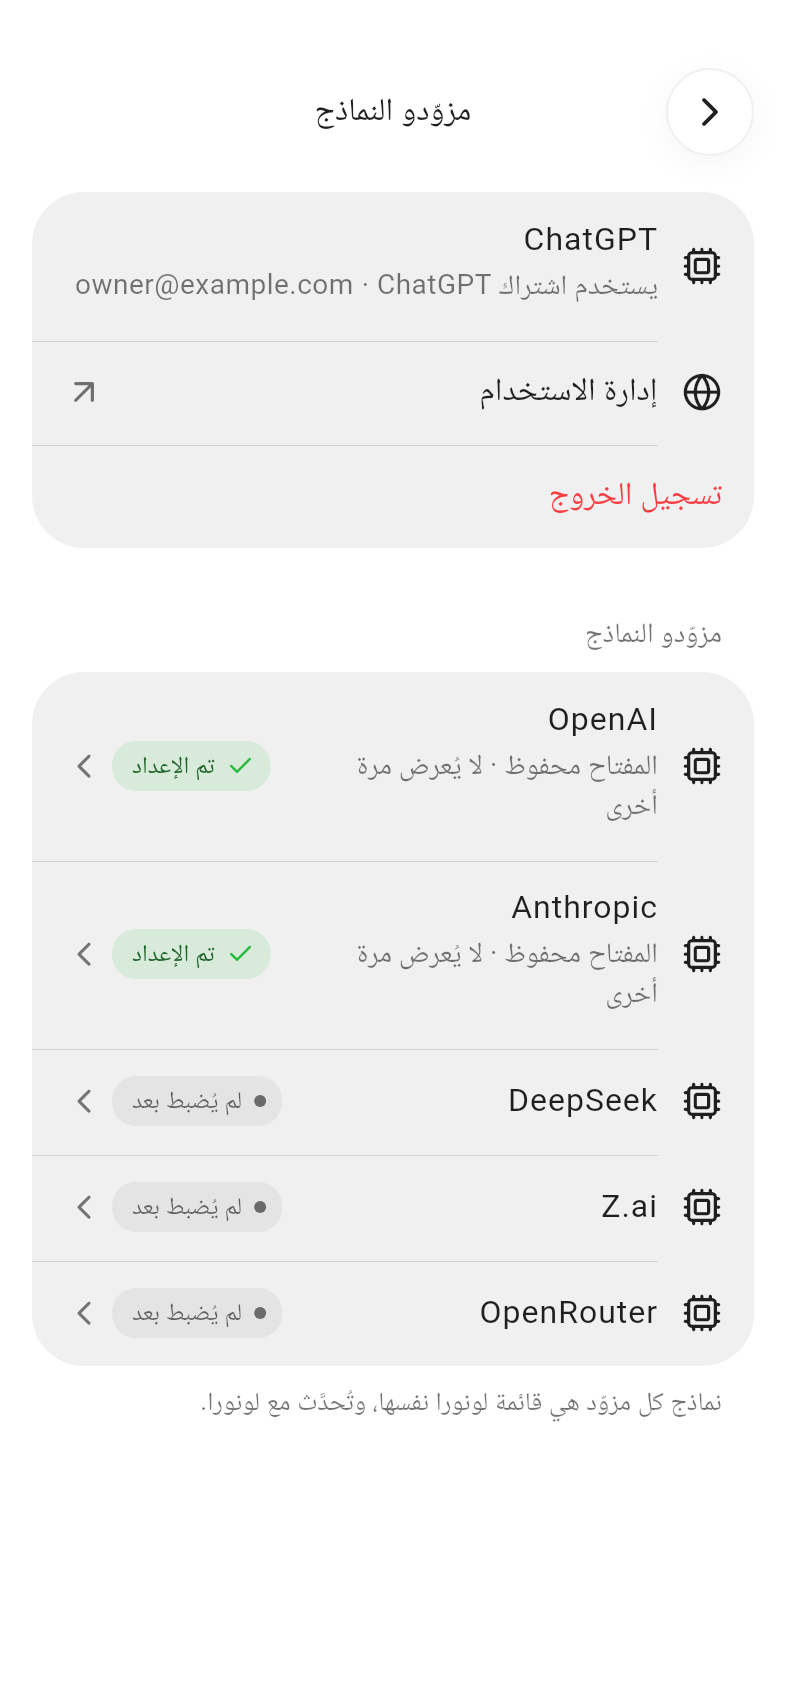 مزوّدو النماذج
ChatGPT
يستخدم اشتراك ChatGPT · owner@example.com
إدارة الاستخدام
تسجيل الخروج
مزوّدو النماذج
OpenAI
المفتاح محفوظ · لا يُعرض مرة
أخرى
تم الإعداد
Anthropic
المفتاح محفوظ · لا يُعرض مرة
أخرى
تم الإعداد
DeepSeek
لم يُضبط بعد
Z.ai
لم يُضبط بعد
OpenRouter
لم يُضبط بعد
نماذج كل مزوّد هي قائمة لونورا نفسها، وتُحدَّث مع لونورا.